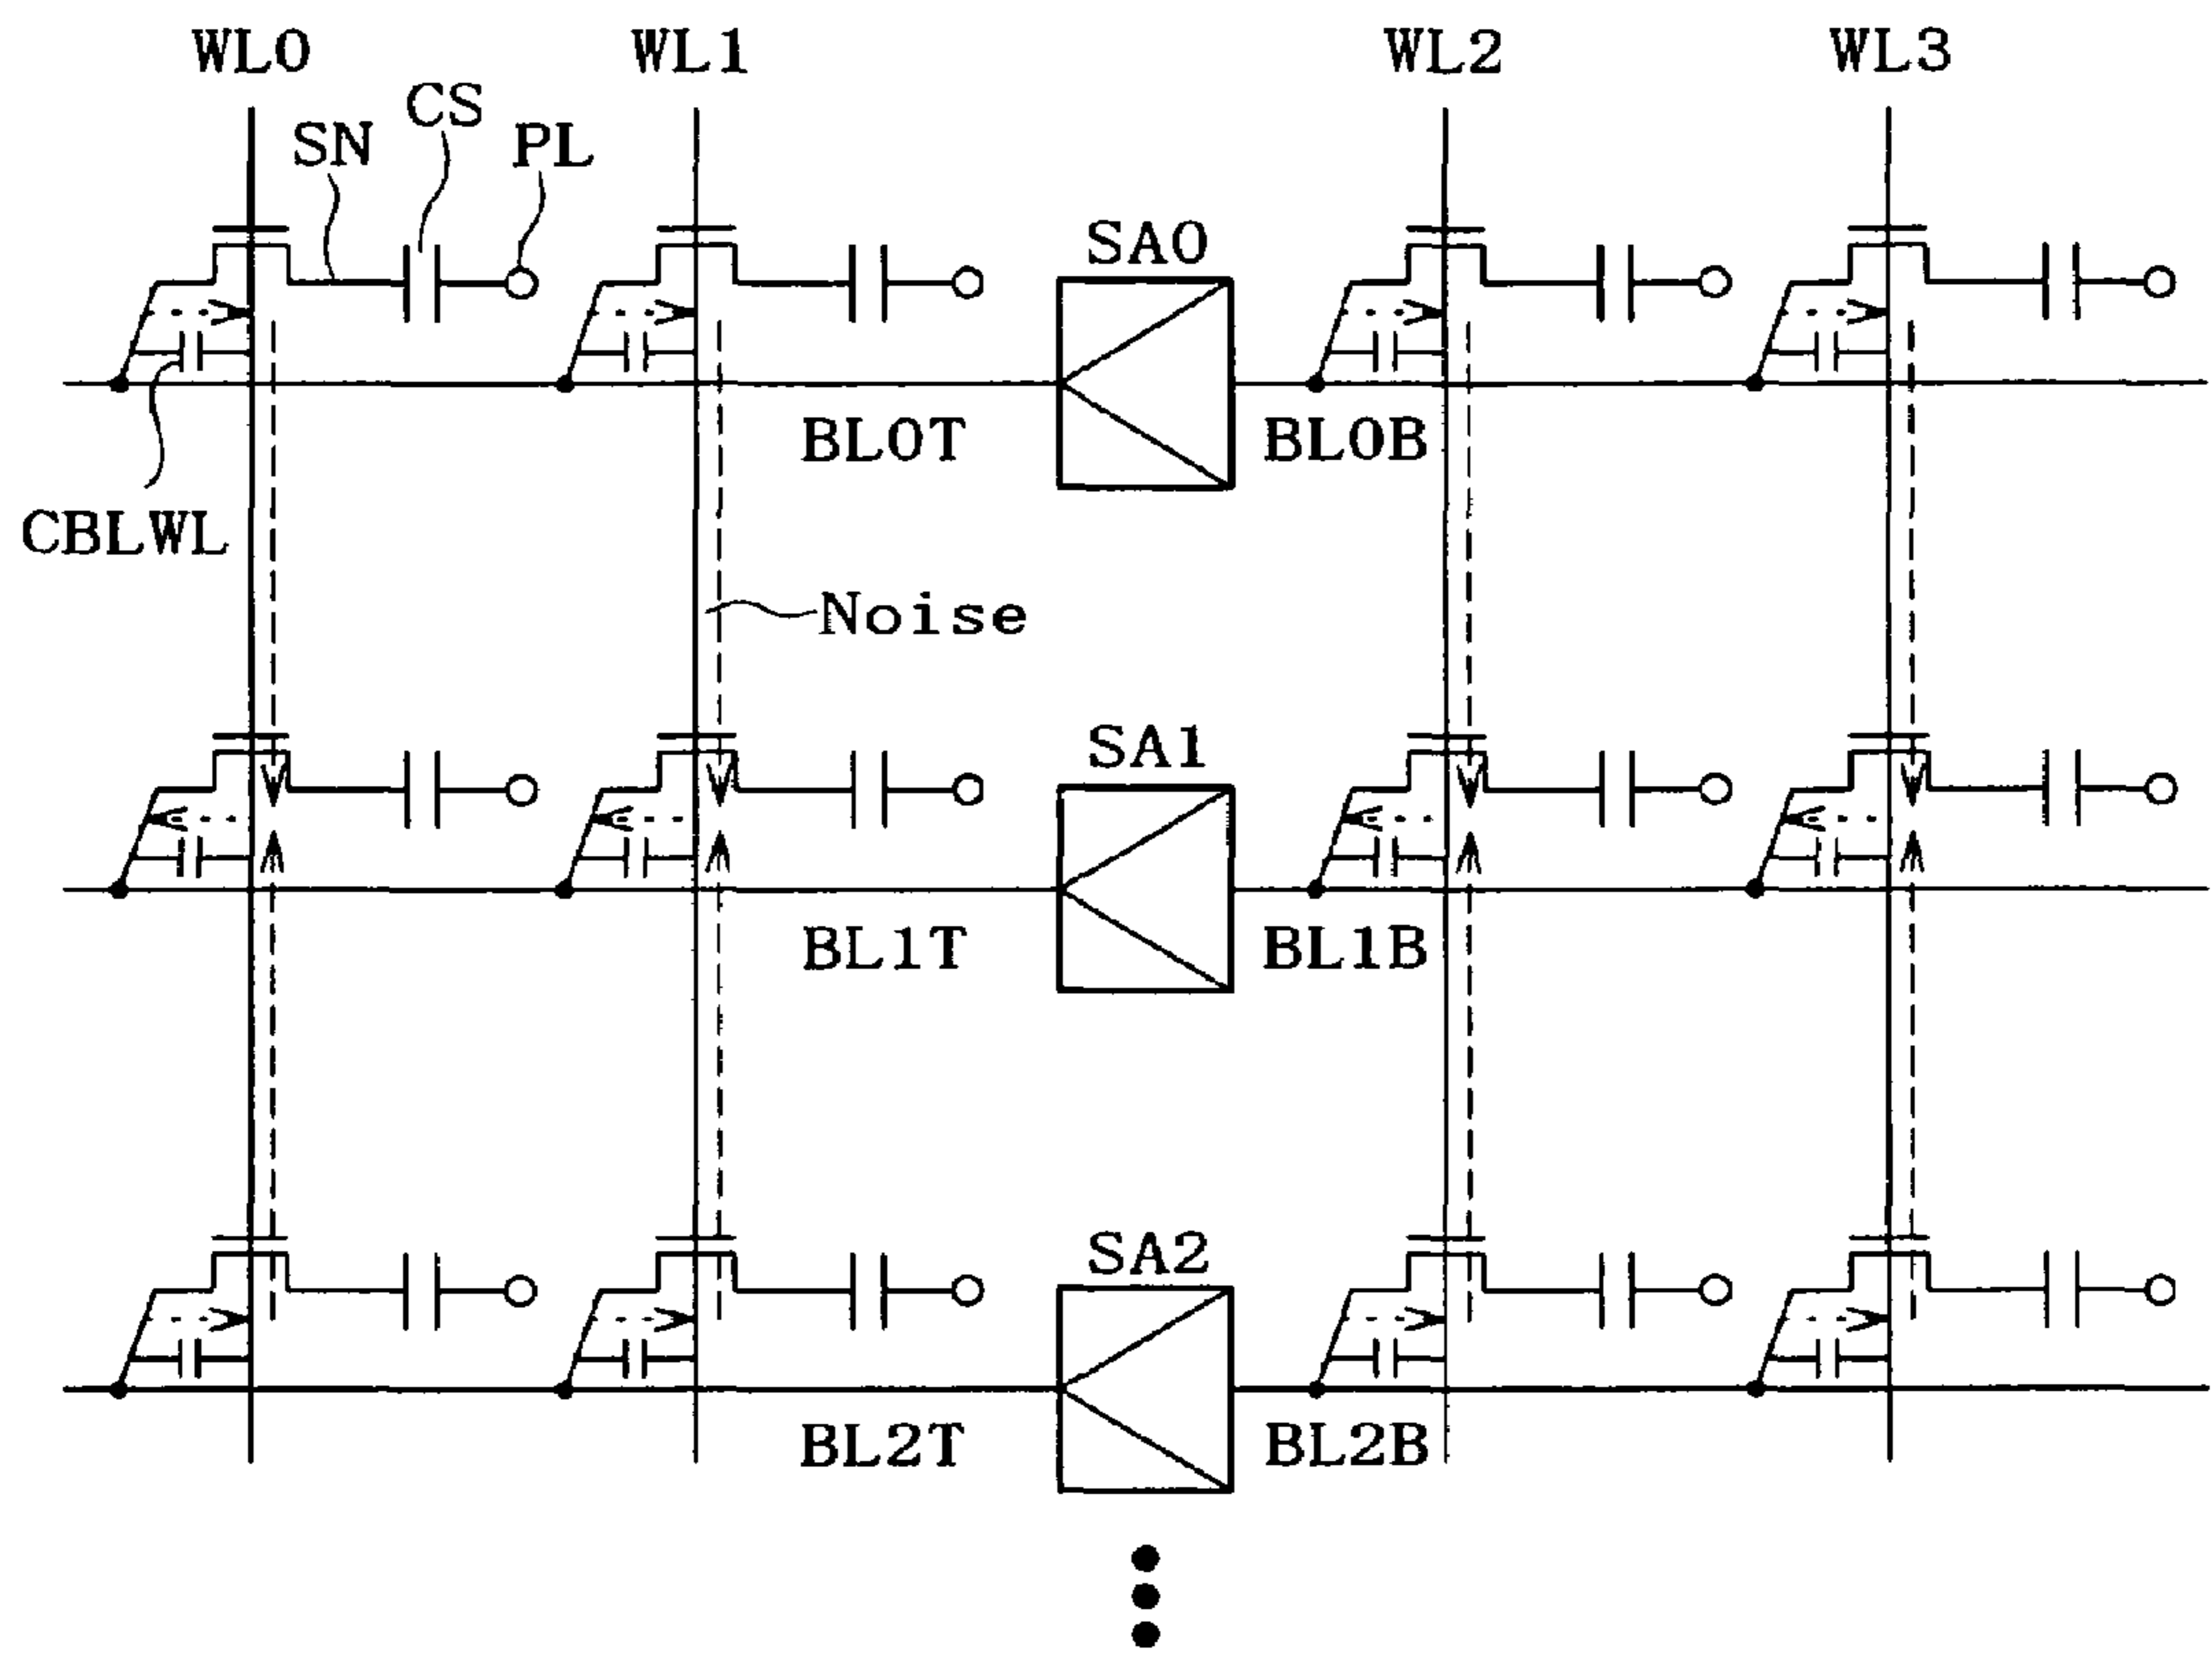 WL0 WL1 WL2 WL3
CS
SN PL
SA0
BL0T BL0B
CBLWL
Noise
SA1
BL1T BL1B
SA2
BL2T BL2B